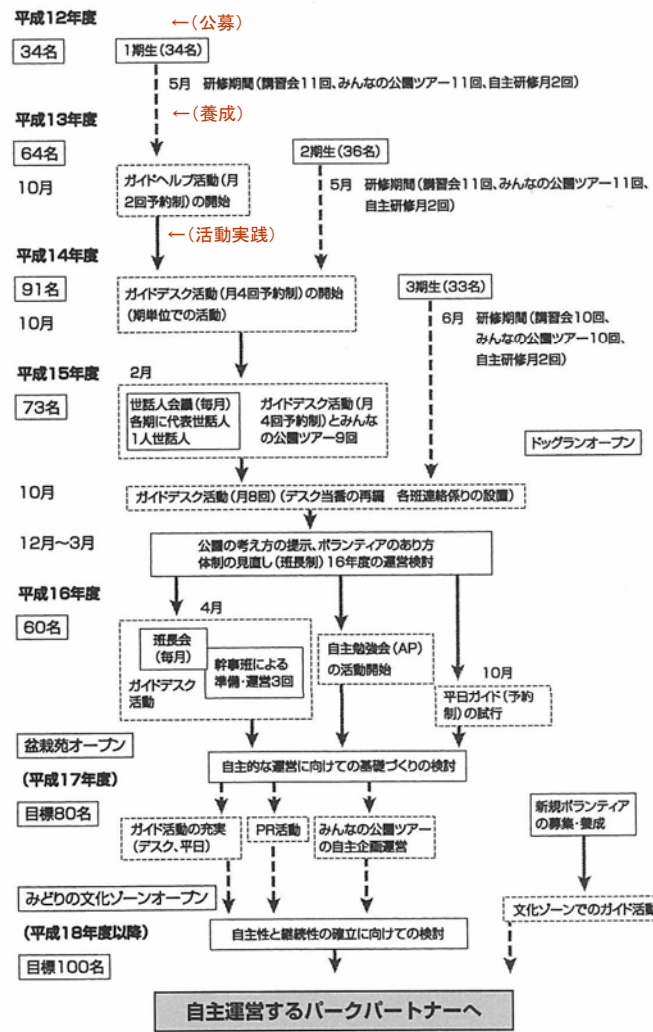 平成12年度
←(公募)
34名
1期生(34名)
5月 研修期間(講習会11回、みんなの公園ツアー11回、自主研修月2回)
←(養成)
平成13年度
64名
2期生(36名)
10月
ガイドヘルプ活動(月
2回予約制)の開始
5月 研修期間(講習会11回、みんなの公園ツアー11回、
自主研修月2回)
←(活動実践)
平成14年度
91名
ガイドデスク活動(月4回予約制)の開始
(期単位での活動)
3期生(33名)
10月
6月 研修期間(講習会10回、
みんなの公園ツアー10回、
自主研修月2回)
平成15年度
2月
73名
世話人会議(毎月)
各期に代表世話人
1人世話人
ガイドデスク活動(月
4回予約制)とみんな
の公園ツアー9回
ドッグランオープン
10月
ガイドデスク活動(月8回)(デスク当番の再編 各班連絡係りの設置)
12月〜3月
公園の考え方の提示、ボランティアのあり方
体制の見直し(班長制)16年度の運営検討
平成16年度
4月
60名
班長会
(毎月)
幹事班による
準備・運営3回
ガイドデスク
活動
自主勉強会(AP)
の活動開始
10月
平日ガイド(予約
制)の試行
盆栽苑オープン
自主的な運営に向けての基礎づくりの検討
(平成17年度)
目標80名
ガイド活動の充実
(デスク、平日)
PR活動
みんなの公園ツアー
の自主企画運営
新規ボランティア
の募集・養成
みどりの文化ゾーンオープン
文化ゾーンでのガイド活動
(平成18年度以降)
自主性と継続性の確立に向けての検討
目標100名
自主運営するパークパートナーへ